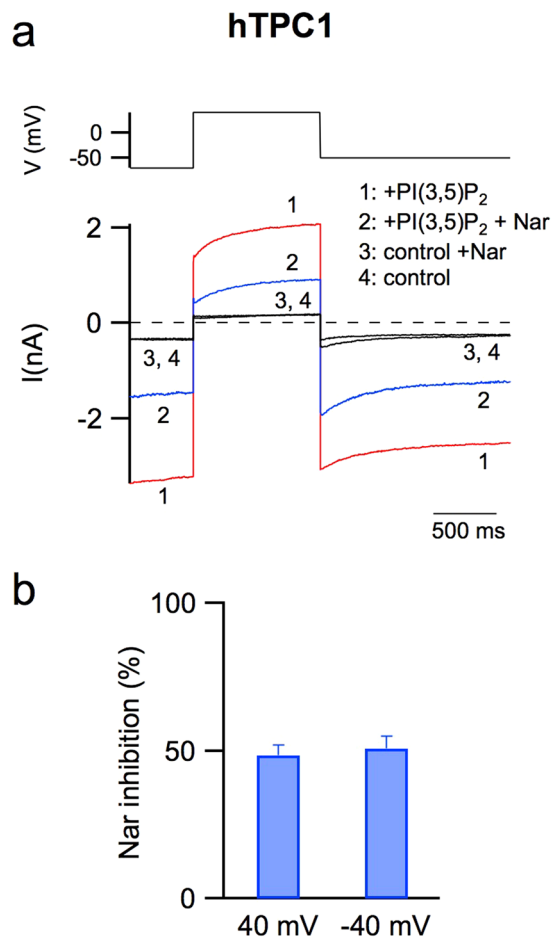 a
hTPC1
V (mV)
0
-50
1: +PI(3,5)P2
2: +PI(3,5)P2 + Nar
3: control +Nar
4: control
I(nA)
2
0
-2
1
2
3, 4
3, 4
2
1
3, 4
2
1
500 ms
b
Nar inhibition (%)
100
50
0
40 mV
-40 mV